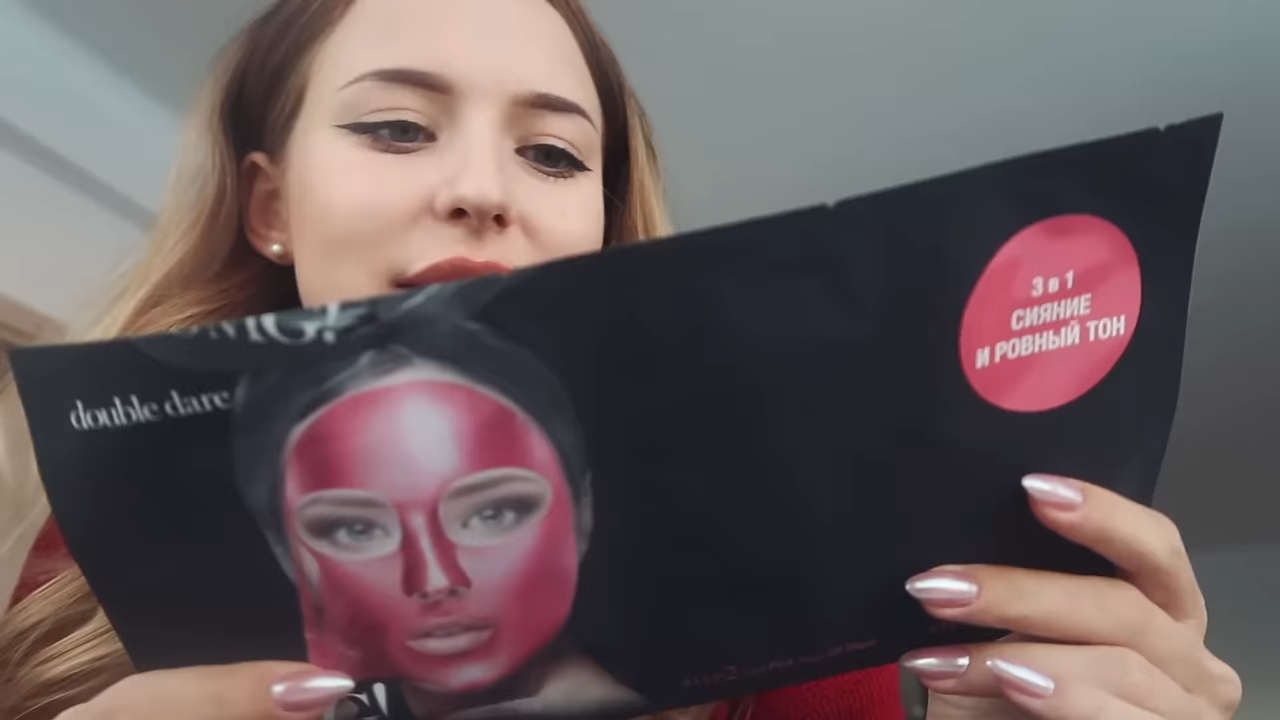 OMG!
double dare
3 в 1
СИЯНИЕ
И РОВНЫЙ ТОН